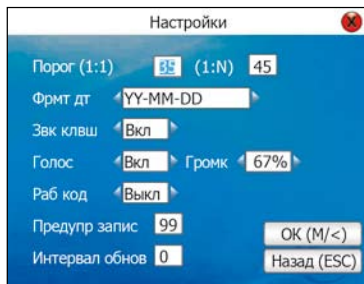 Настройки
Порог (1:1) 35 (1:N) 45
Фрмт дт YY-MM-DD
Звк клвш Вкл
Голос Вкл Громк 67%
Раб код Выкл
Предупр запис 99
Интервал обнов 0
OK (M/<)
Назад (ESC)